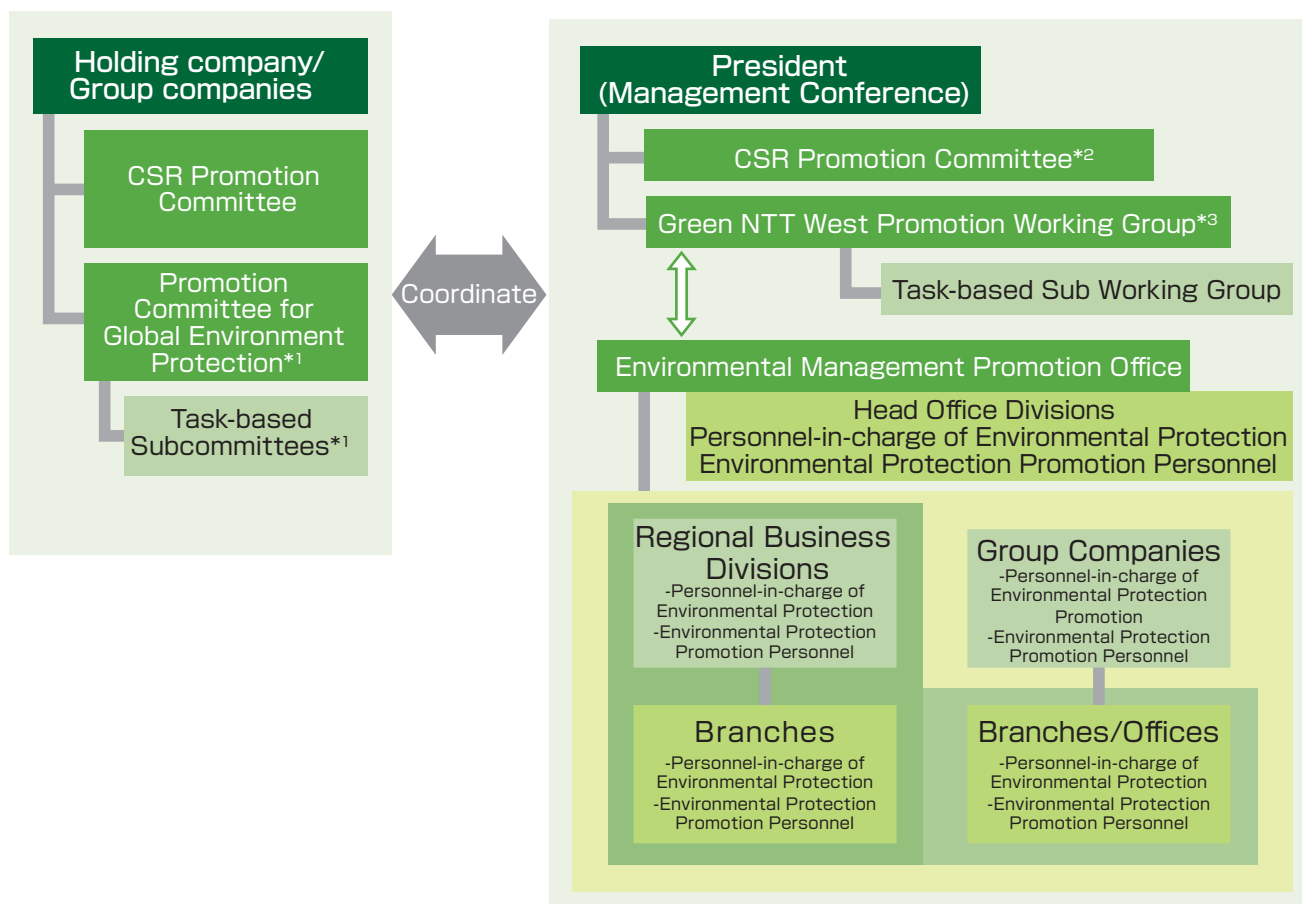 Holding company/
Group companies
CSR Promotion
Committee
Promotion
Committee for
Global Environment
Protection*1
Task-based
Subcommittees*1
Coordinate
President
(Management Conference)
CSR Promotion Committee*2
Green NTT West Promotion Working Group*3
Task-based Sub Working Group
Environmental Management Promotion Office
Head Office Divisions
Personnel-in-charge of Environmental Protection
Environmental Protection Promotion Personnel
Regional Business
Divisions
-Personnel-in-charge of
Environmental Protection
-Environmental Protection
Promotion Personnel
Group Companies
-Personnel-in-charge of
Environmental Protection
Promotion
-Environmental Protection
Promotion Personnel
Branches
-Personnel-in-charge of
Environmental Protection
-Environmental Protection
Promotion Personnel
Branches/Offices
-Personnel-in-charge of
Environmental Protection
-Environmental Protection
Promotion Personnel